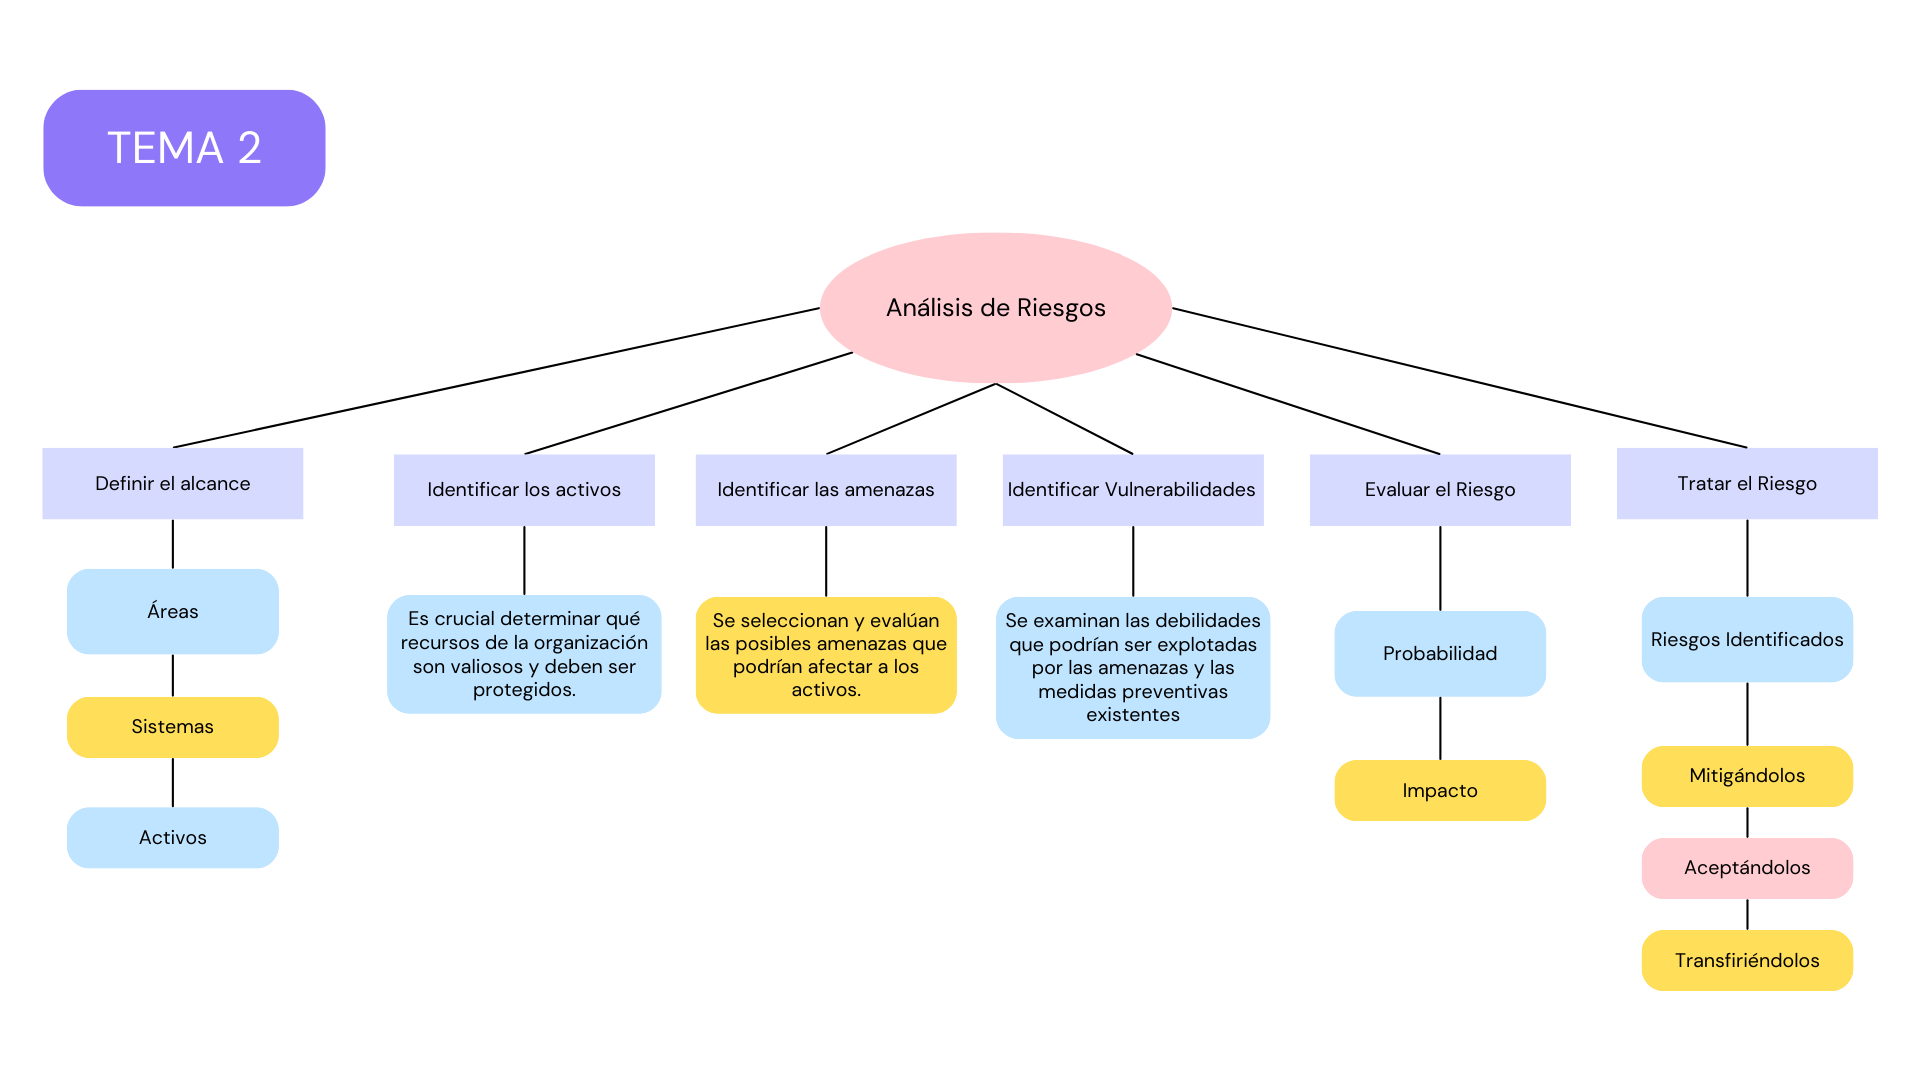 TEMA 2
Análisis de Riesgos
Definir el alcance
Áreas
Sistemas
Activos
Identificar los activos
Es crucial determinar qué
recursos de la organización
son valiosos y deben ser
protegidos.
Identificar las amenazas
Se seleccionan y evalúan
las posibles amenazas que
podrían afectar a los
activos.
Identificar Vulnerabilidades
Se examinan las debilidades
que podrían ser explotadas
por las amenazas y las
medidas preventivas
existentes
Evaluar el Riesgo
Probabilidad
Impacto
Tratar el Riesgo
Riesgos Identificados
Mitigándolos
Aceptándolos
Transfiriéndolos